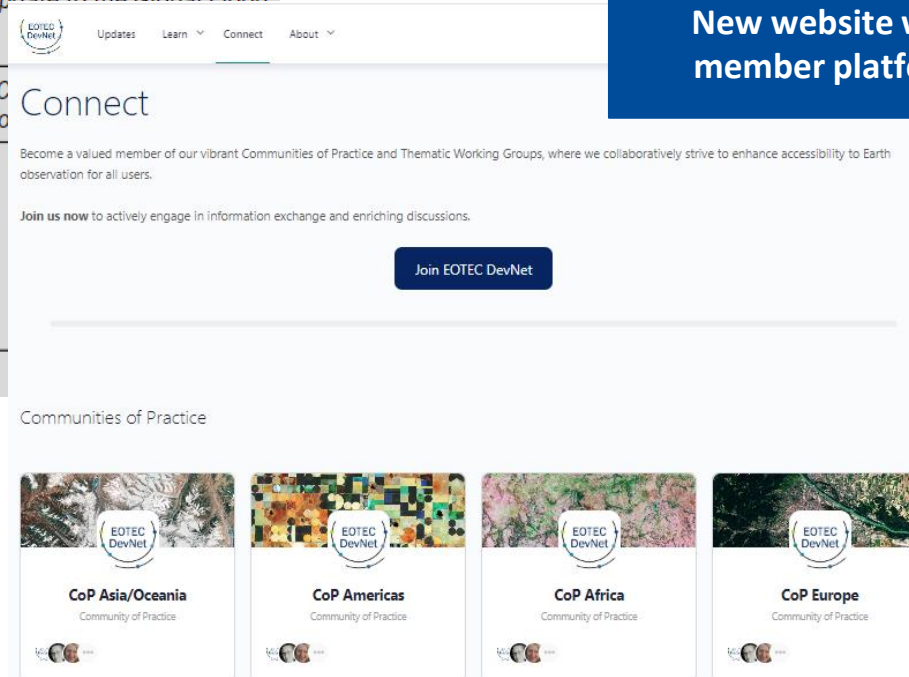 EOTEC
DevNet
Updates
Learn
Connect
About
New website
member
Connect
Become a valued member of our vibrant Communities of Practice and Thematic Working Groups, where we collaboratively strive to enhance accessibility to Earth
observation for all users.
Join us now to actively engage in information exchange and enriching discussions.
Join EOTEC DevNet
Communities of Practice
EOTEC
DevNet
CoP Asia/Oceania
Community of Practice
EOTEC
DevNet
CoP Americas
Community of Practice
EOTEC
DevNet
CoP Africa
Community of Practice
EOTEC
DevNet
CoP Europe
Community of Practice